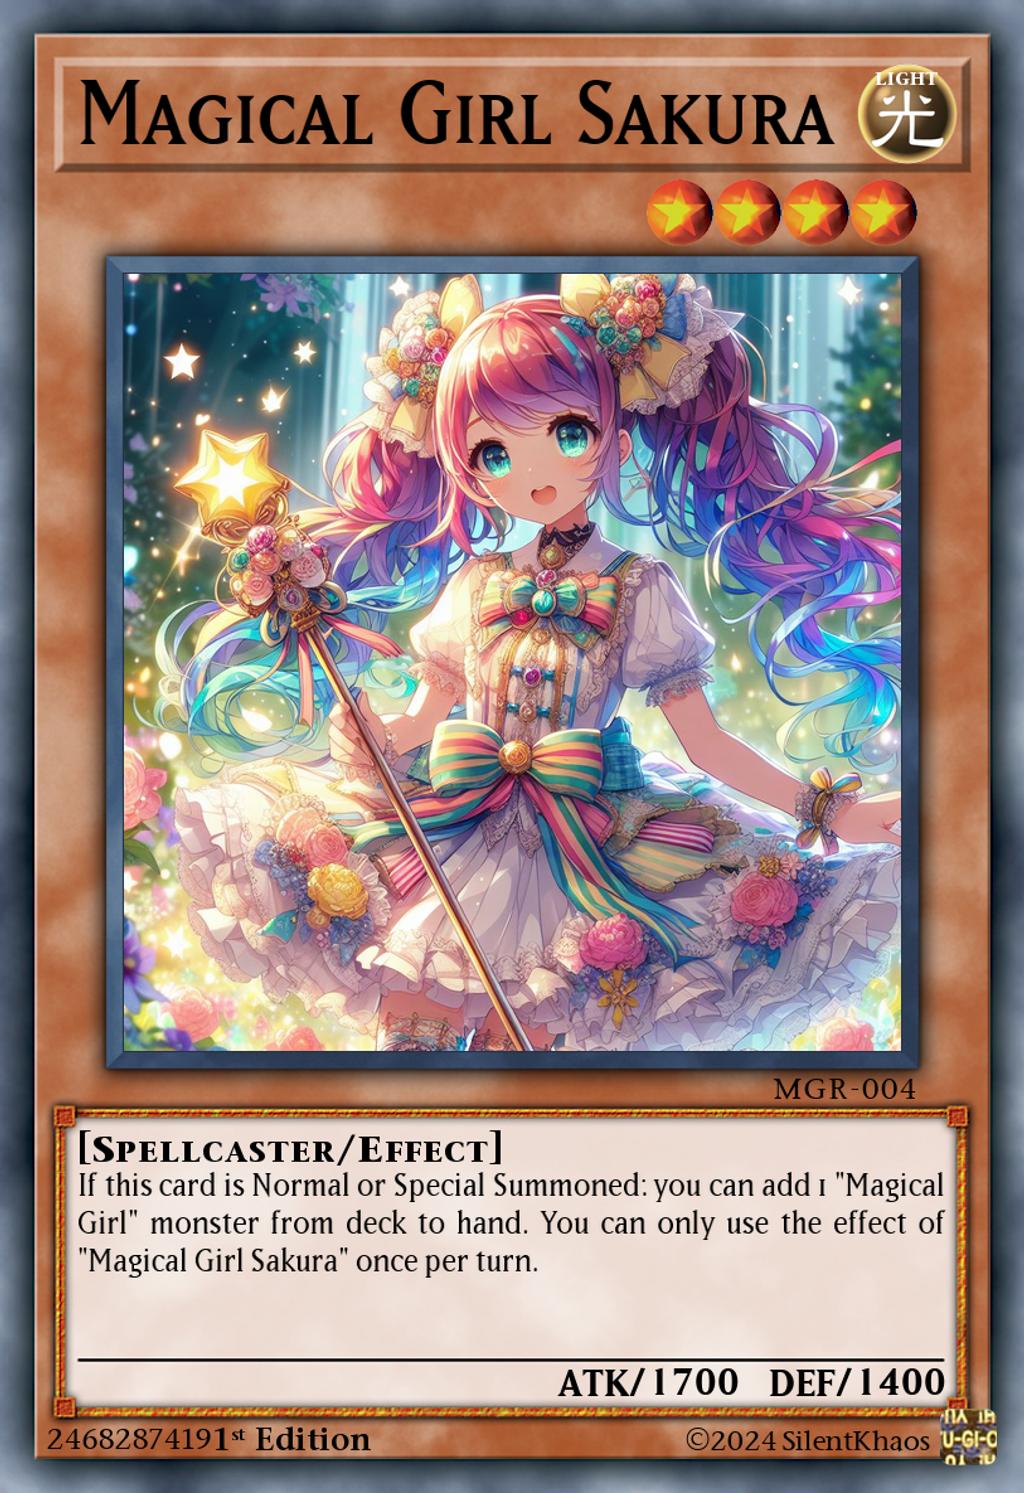 Magical Girl Sakura
LIGHT
光
MGR-004
[Spellcaster/Effect]
If this card is Normal or Special Summoned: you can add 1 "Magical
Girl" monster from deck to hand. You can only use the effect of
"Magical Girl Sakura" once per turn.
ATK/1700 DEF/1400
24682874191st Edition
©2024 SilentKhaos
U-GI-O